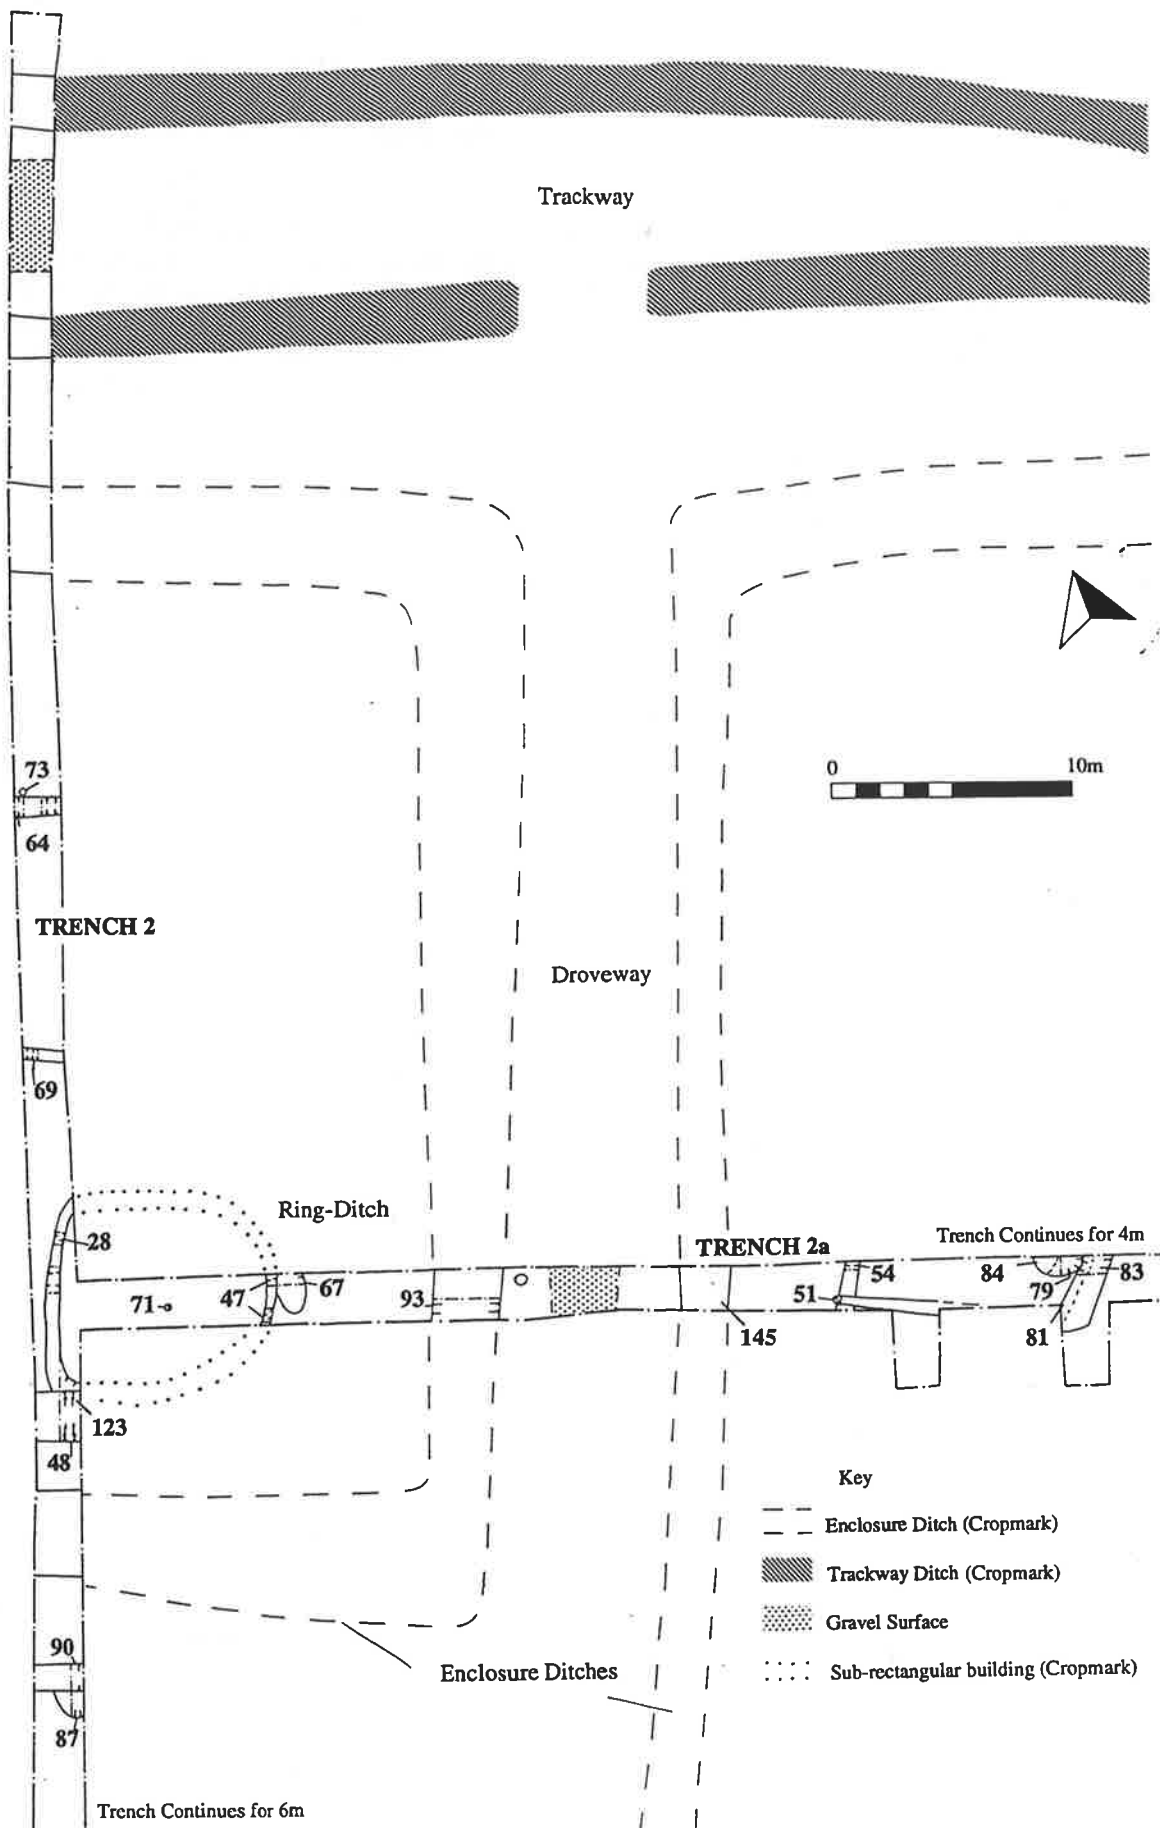 Trackway
73
64
0 10m
TRENCH 2
Droveway
69
Ring-Ditch
28
TRENCH 2a
Trench Continues for 4m
71
47
67
93
145
51
54
84
79
83
81
123
48
Key
Enclosure Ditch (Cropmark)
Trackway Ditch (Cropmark)
Gravel Surface
Sub-rectangular building (Cropmark)
90
87
Enclosure Ditches
Trench Continues for 6m